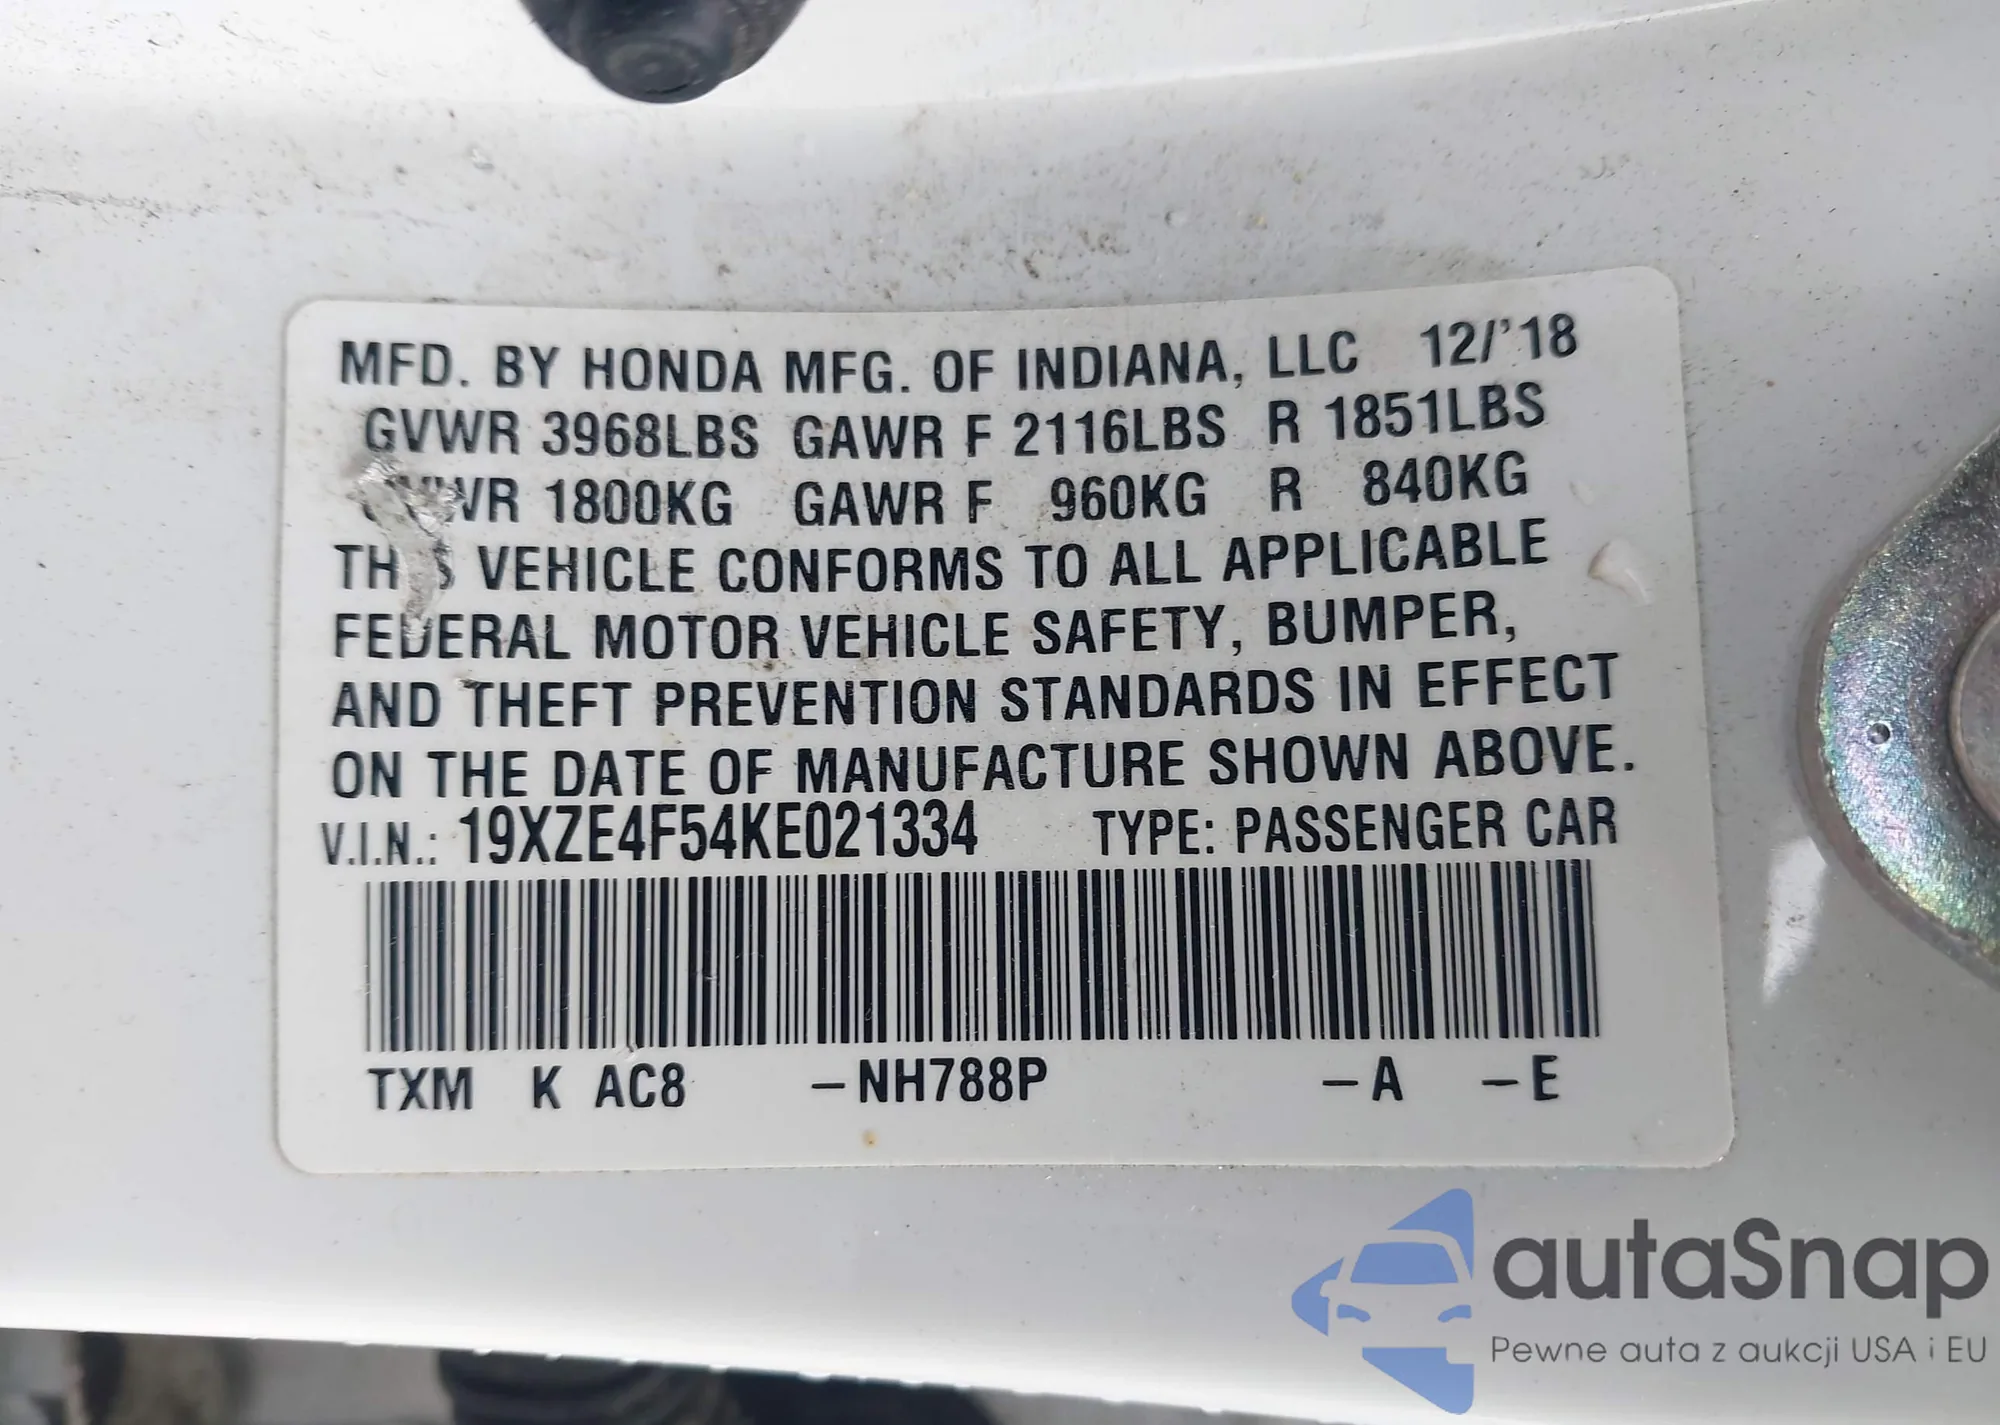 MFD. BY HONDA MFG. OF INDIANA, LLC 12/'18
GVWR 3968LBS GAWR F 2116LBS R 1851LBS
GVWR 1800KG GAWR F 960KG R 840KG
THIS VEHICLE CONFORMS TO ALL APPLICABLE
FEDERAL MOTOR VEHICLE SAFETY, BUMPER,
AND THEFT PREVENTION STANDARDS IN EFFECT
ON THE DATE OF MANUFACTURE SHOWN ABOVE.
V.I.N.: 19XZE4F54KE021334 TYPE: PASSENGER CAR
TXM K AC8 –NH788P –A –E
autaSnap
Pewne auta z aukcji USA i EU